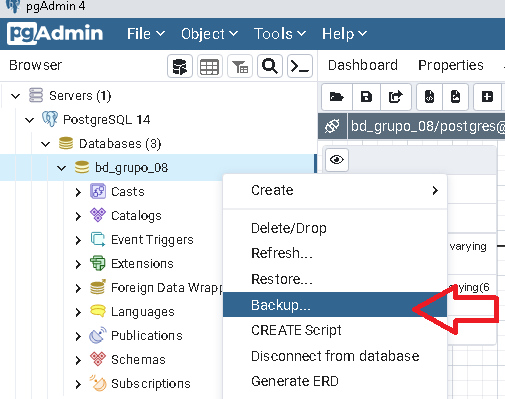 pgAdmin 4
pgAdmin File Object Tools Help
Browser Dashboard Properties
Servers (1)
PostgreSQL 14
bd_grupo_08/postgres@
Databases (3)
bd_grupo_08
Casts
Catalogs
Event Triggers
Extensions
Foreign Data Wrapp
Languages
Publications
Schemas
Subscriptions
Create
Delete/Drop
Refresh...
Restore...
Backup...
CREATE Script
Disconnect from database
Generate ERD
varying
rying(6